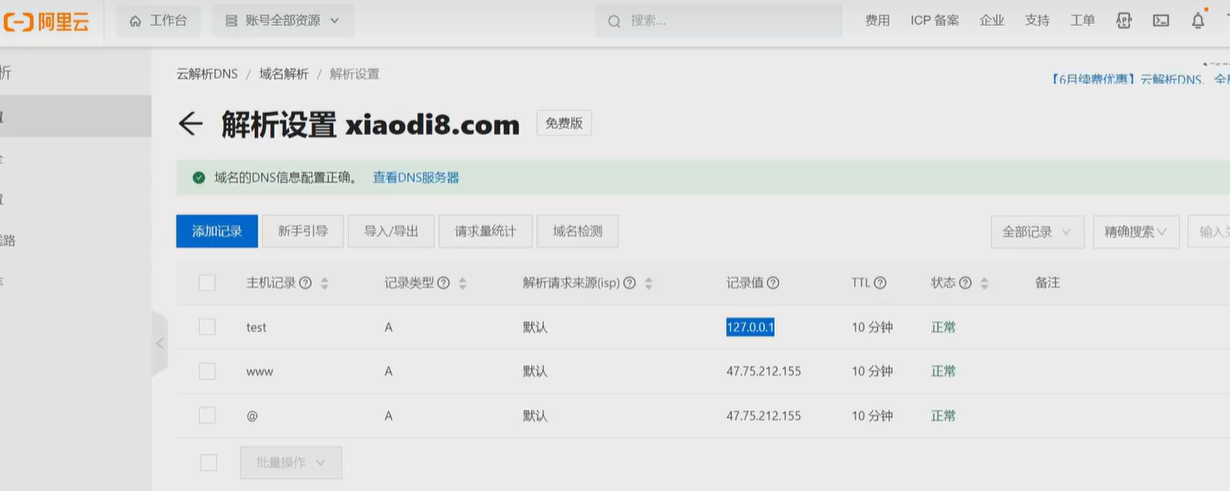 阿里云 工作台 账号全部资源 搜索... 费用 ICP 备案 企业 支持 工单
析
云解析DNS / 域名解析 / 解析设置
【6月续费优惠】云解析DNS、全
← 解析设置 xiaodi8.com 免费版
域名的DNS信息配置正确。 查看DNS服务器
添加记录 新手引导 导入/导出 请求量统计 域名检测 全部记录 精确搜索 输入关
主机记录 记录类型 解析请求来源(isp) 记录值 TTL 状态 备注
test A 默认 127.0.0.1 10 分钟 正常
www A 默认 47.75.212.155 10 分钟 正常
@ A 默认 47.75.212.155 10 分钟 正常
批量操作